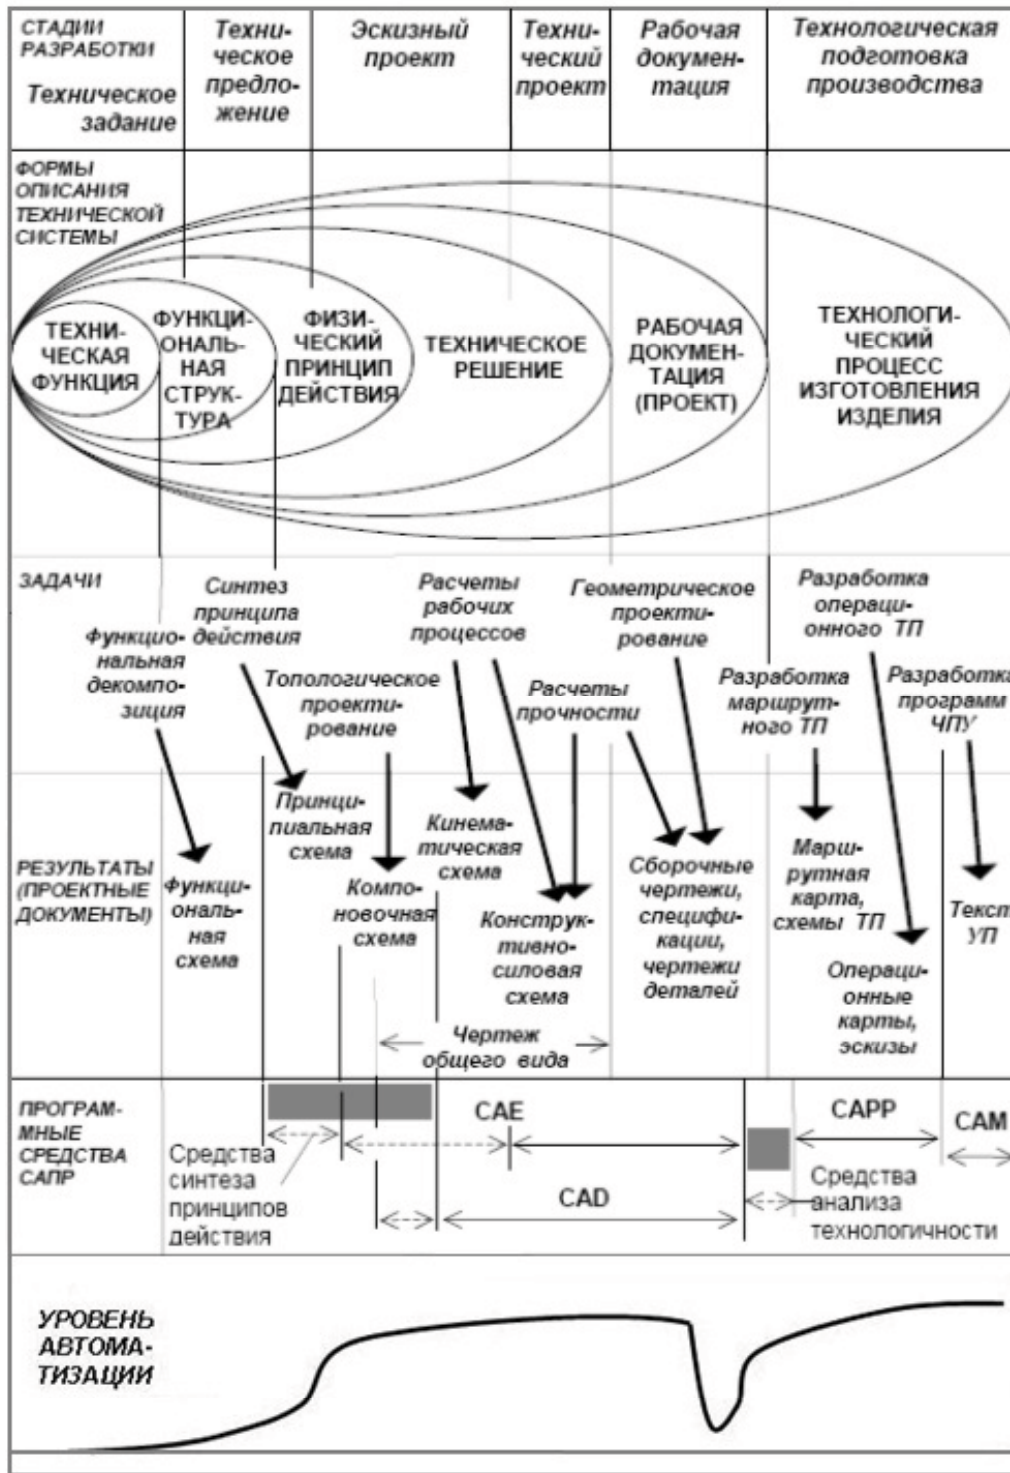 СТАДИИ
РАЗРАБОТКИ
Техническое
задание
Техни-
ческое
предло-
жение
Эскизный
проект
Техни-
ческий
проект
Рабочая
докумен-
тация
Технологическая
подготовка
производства
ФОРМЫ
ОПИСАНИЯ
ТЕХНИЧЕСКОЙ
СИСТЕМЫ
ТЕХНИ-
ЧЕСКАЯ
ФУНКЦИЯ
ФУНКЦИ-
ОНАЛЬ-
НАЯ
СТРУК-
ТУРА
ФИЗИ-
ЧЕСКИЙ
ПРИНЦИП
ДЕЙСТВИЯ
ТЕХНИЧЕСКОЕ
РЕШЕНИЕ
РАБОЧАЯ
ДОКУМЕН-
ТАЦИЯ
(ПРОЕКТ)
ТЕХНОЛОГИ-
ЧЕСКИЙ
ПРОЦЕСС
ИЗГОТОВЛЕНИЯ
ИЗДЕЛИЯ
ЗАДАЧИ
Функцио-
нальная
декомпо-
зиция
Синтез
принципа
действия
Топологическое
проекти-
рование
Расчеты
рабочих
процессов
Расчеты
прочности
Геометрическое
проекти-
рование
Разработка
маршрут-
ного ТП
Разработка
операци-
онного ТП
Разработка
программ
ЧПУ
РЕЗУЛЬТАТЫ
(ПРОЕКТНЫЕ
ДОКУМЕНТЫ)
Функци-
ональ-
ная
схема
Принци-
пиальная
схема
Компо-
новочная
схема
Кинема-
тическая
схема
Конструк-
тивно-
силовая
схема
Чертеж
общего вида
Сборочные
чертежи,
специфи-
кации,
чертежи
деталей
Марш-
рутная
карта,
схемы ТП
Операци-
онные
карты,
эскизы
Текст
УП
ПРОГРАМ-
МНЫЕ
СРЕДСТВА
САПР
Средства
синтеза
принципов
действия
CAE
CAD
CAPP
CAM
Средства
анализа
технологичности
УРОВЕНЬ
АВТОМА-
ТИЗАЦИИ